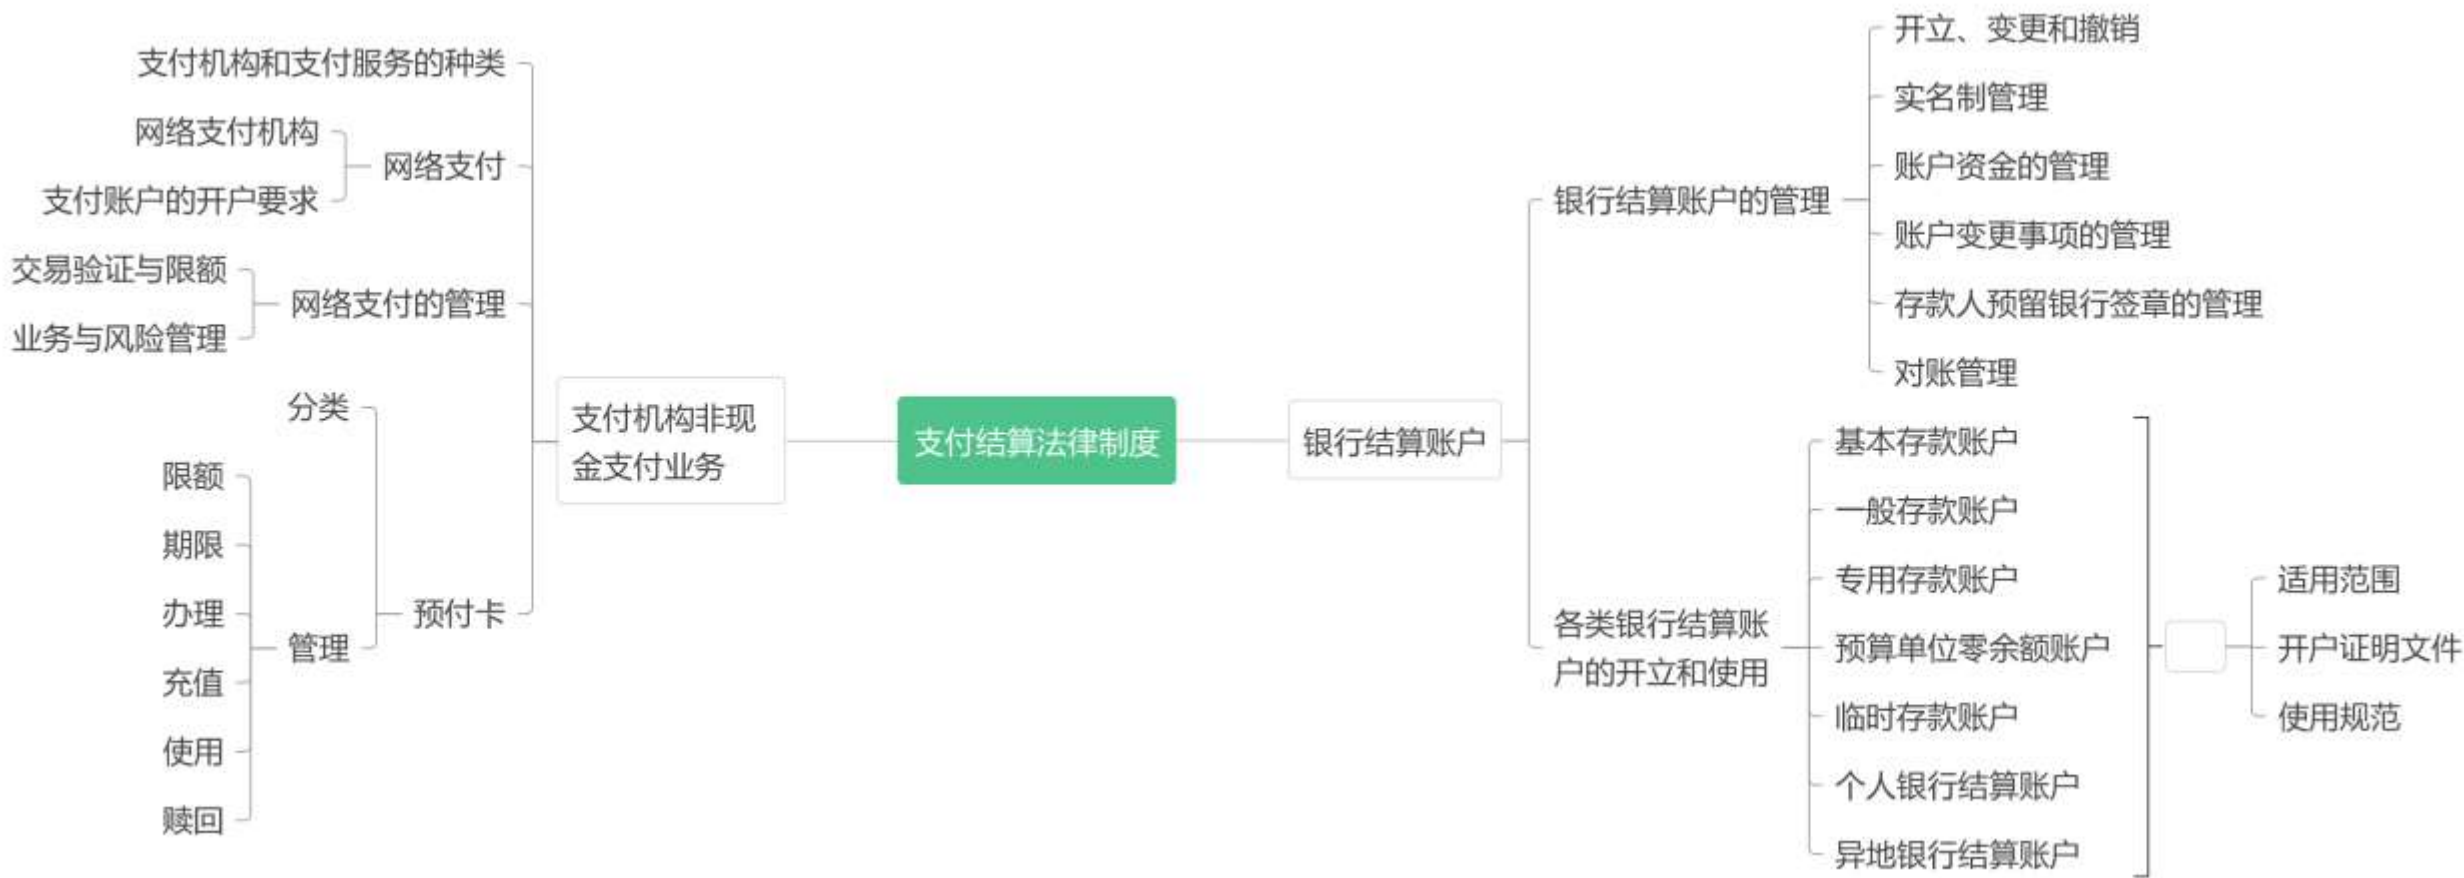 支付结算法律制度
支付机构非现
金支付业务
支付机构和支付服务的种类
网络支付
网络支付机构
支付账户的开户要求
网络支付的管理
交易验证与限额
业务与风险管理
预付卡
分类
管理
限额
期限
办理
充值
使用
赎回
银行结算账户
银行结算账户的管理
开立、变更和撤销
实名制管理
账户资金的管理
账户变更事项的管理
存款人预留银行签章的管理
对账管理
各类银行结算账
户的开立和使用
基本存款账户
一般存款账户
专用存款账户
预算单位零余额账户
临时存款账户
个人银行结算账户
异地银行结算账户
适用范围
开户证明文件
使用规范